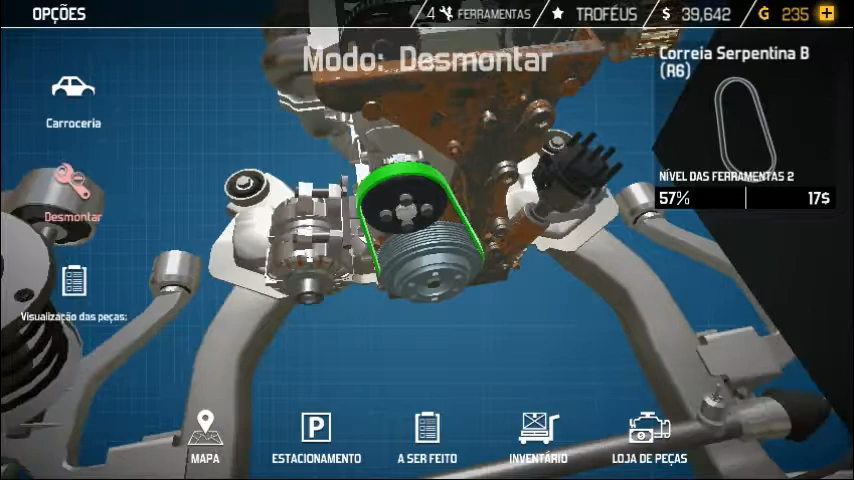 OPÇÕES
4 FERRAMENTAS
TROFÉUS
$ 39,642
G 235 +
Modo: Desmontar
Correia Serpentina B
(R6)
Carroceria
NÍVEL DAS FERRAMENTAS 2
57% 17$
Desmontar
Visualização das peças:
MAPA
P
ESTACIONAMENTO
A SER FEITO
INVENTÁRIO
LOJA DE PEÇAS